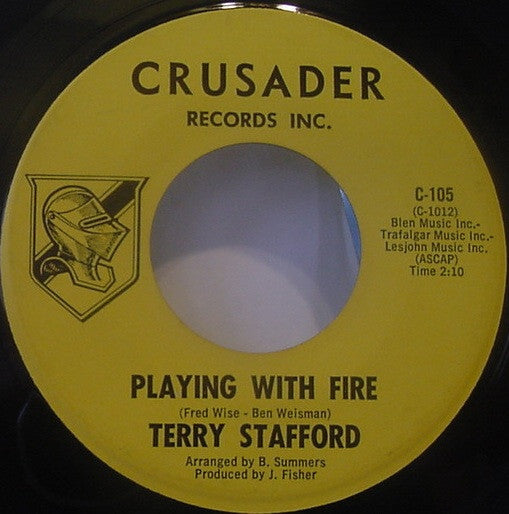 CRUSADER
RECORDS INC.
C-105
(C-1012)
Blen Music Inc.-
Trafalgar Music Inc.-
Lesjohn Music Inc.
(ASCAP)
Time 2:10
PLAYING WITH FIRE
(Fred Wise - Ben Weisman)
TERRY STAFFORD
Arranged by B. Summers
Produced by J. Fisher